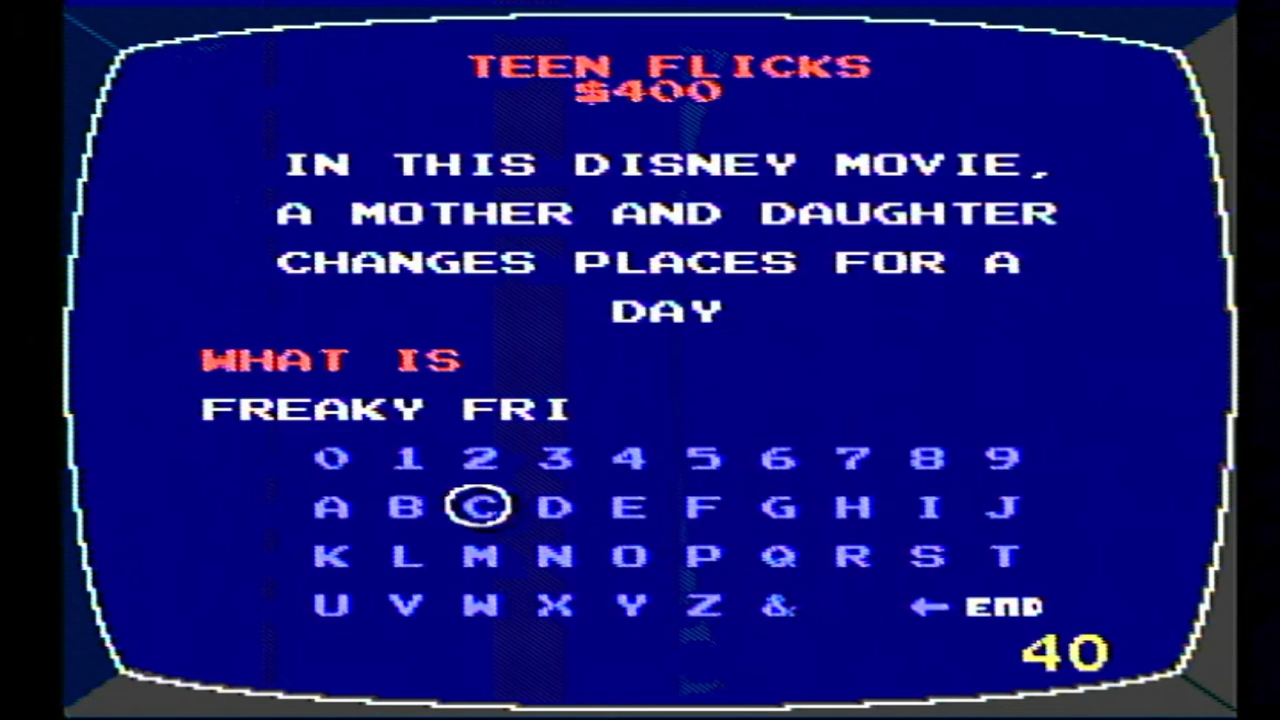 TEEN FLICKS
$400
IN THIS DISNEY MOVIE,
A MOTHER AND DAUGHTER
CHANGES PLACES FOR A
DAY
WHAT IS
FREAKY FRI
0 1 2 3 4 5 6 7 8 9
A B C D E F G H I J
K L M N O P Q R S T
U V W X Y Z & ← END
40